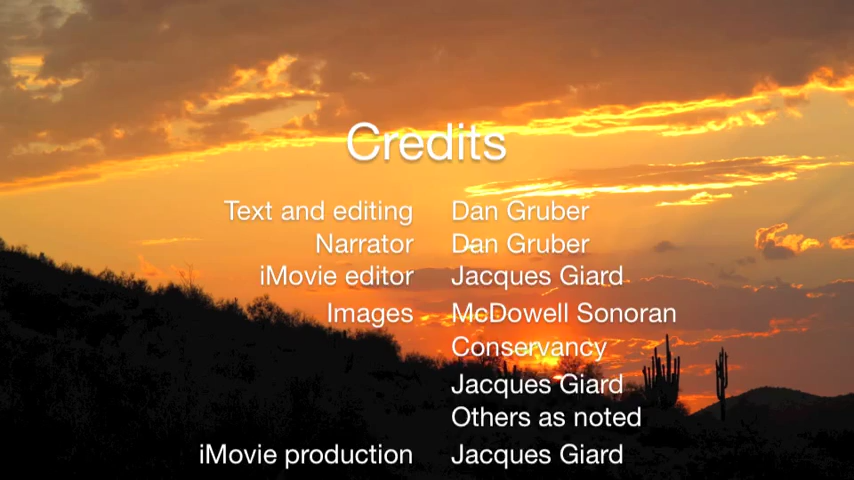 Credits
Text and editing Dan Gruber
Narrator Dan Gruber
iMovie editor Jacques Giard
Images McDowell Sonoran
Conservancy
Jacques Giard
Others as noted
iMovie production Jacques Giard